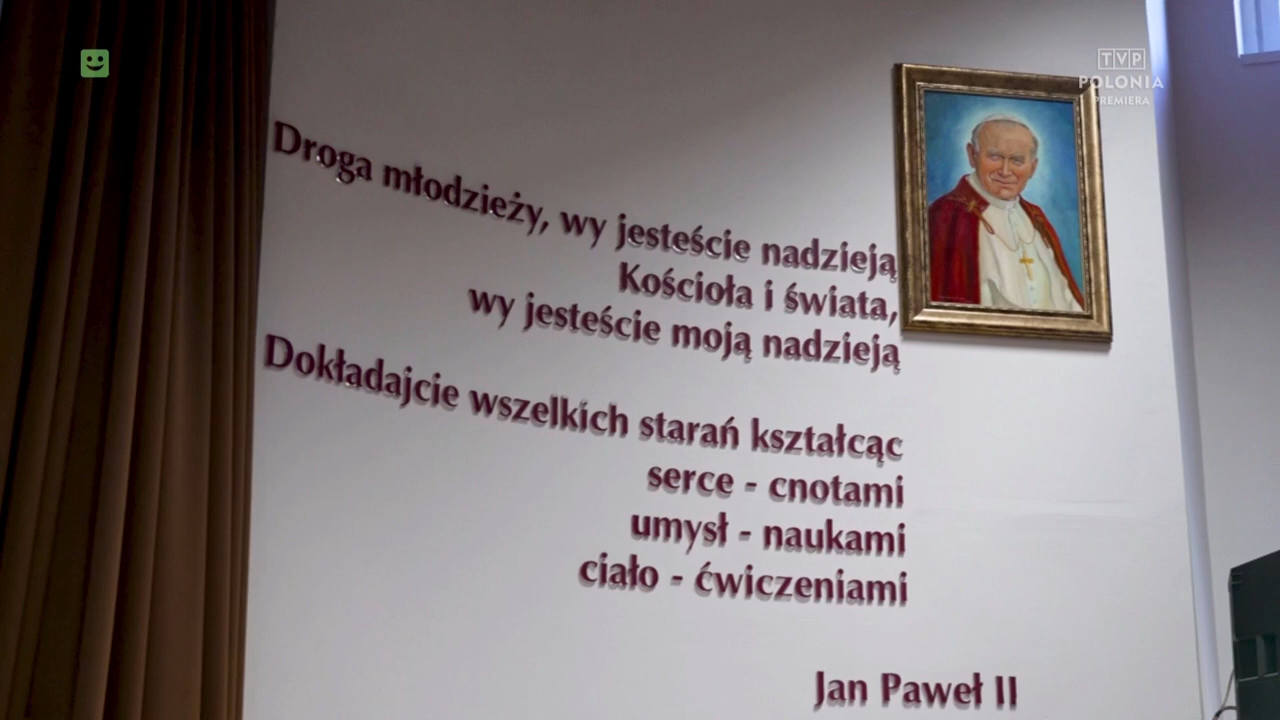 TVP
POLONIA
PREMIERA
Droga młodzieży, wy jesteście nadzieją
Kościoła i świata,
wy jesteście moją nadzieją
Dokładajcie wszelkich starań kształcąc
serce - cnotami
umysł - naukami
ciało - ćwiczeniami
Jan Paweł II